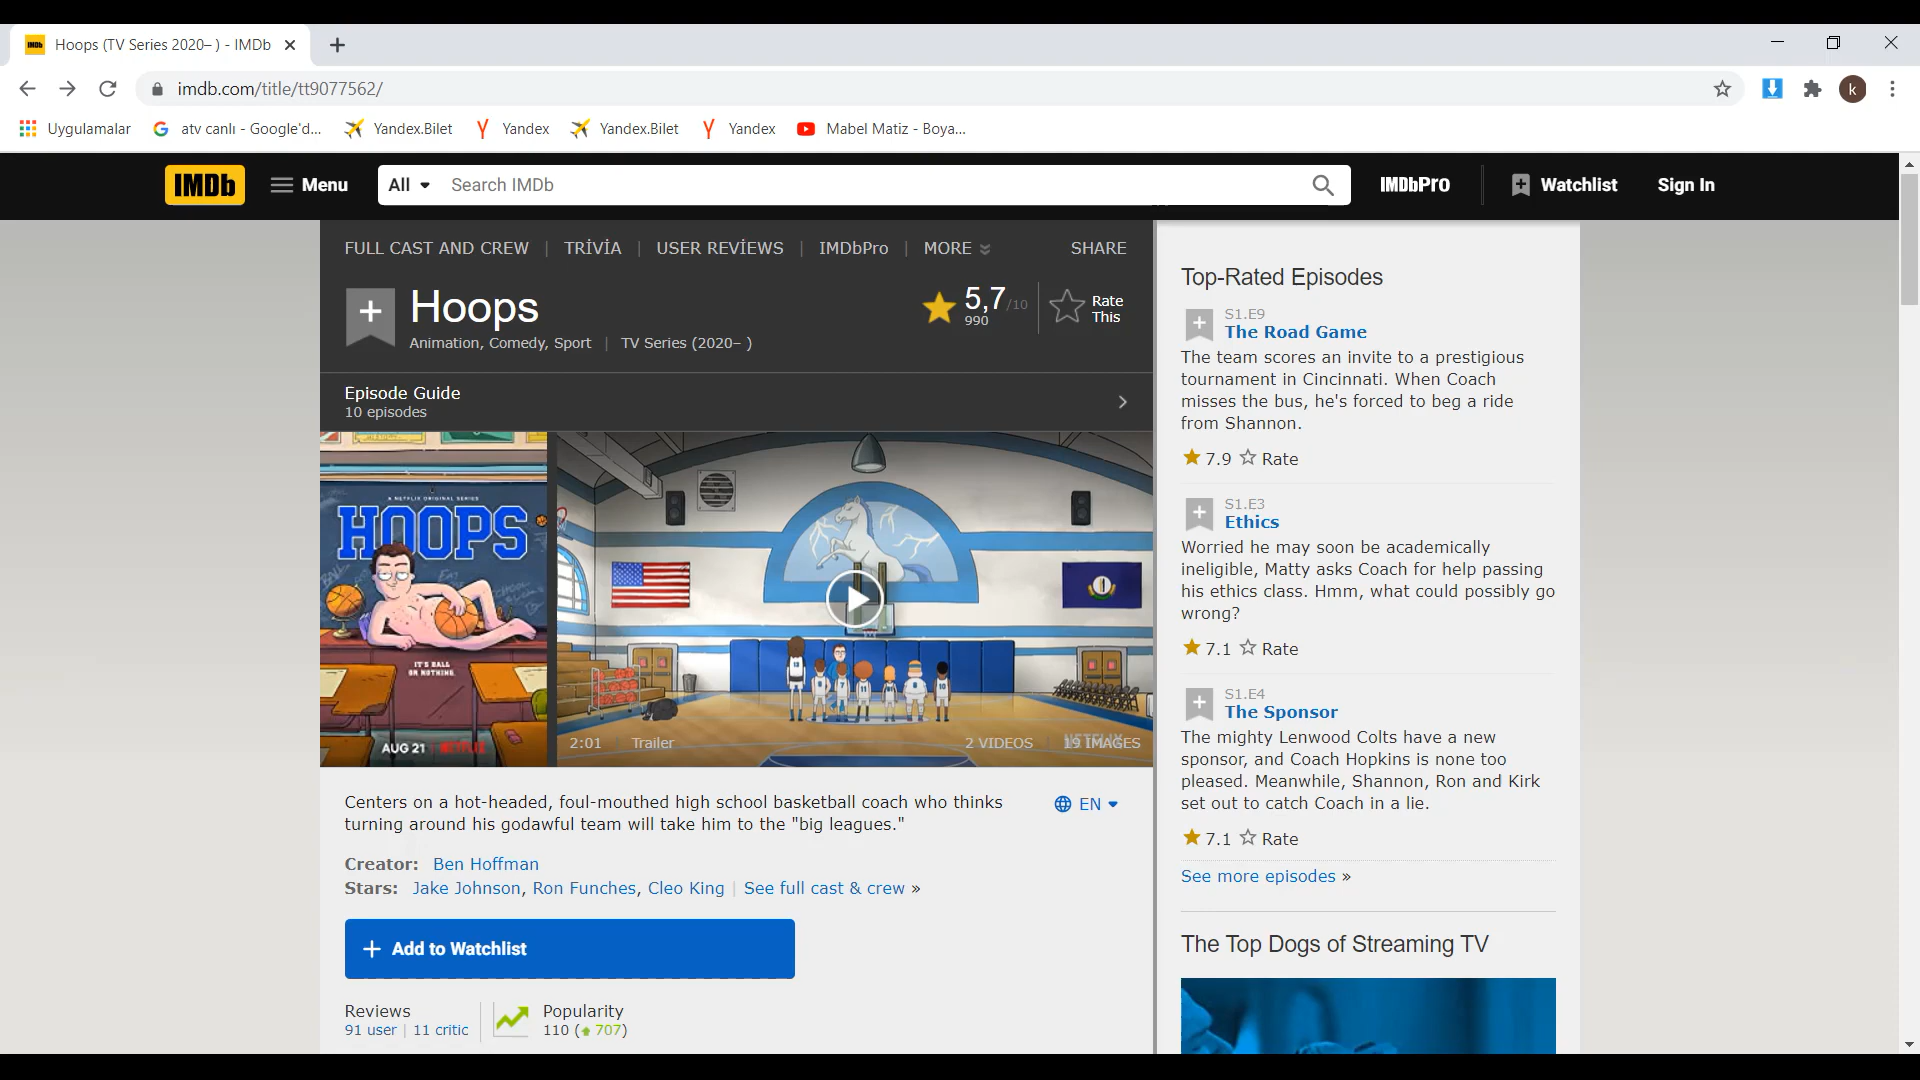 Hoops (TV Series 2020– ) - IMDb
imdb.com/title/tt9077562/
k
Uygulamalar
atv canlı - Google'd...
Yandex.Bilet
Yandex
Yandex.Bilet
Yandex
Mabel Matiz - Boya...
IMDb
Menu
All
Search IMDb
IMDbPro
Watchlist
Sign In
FULL CAST AND CREW | TRİVİA | USER REVİEWS | IMDbPro | MORE
SHARE
Hoops
5,7/10
990
Rate This
Animation, Comedy, Sport | TV Series (2020– )
Episode Guide
10 episodes
A NETFLIX ORIGINAL SERIES
HOOPS
IT'S BALL
OR NOTHING.
AUG 21 | NETFLIX
2:01 | Trailer
2 VIDEOS | 19 IMAGES
Centers on a hot-headed, foul-mouthed high school basketball coach who thinks
turning around his godawful team will take him to the "big leagues."
EN
Creator: Ben Hoffman
Stars: Jake Johnson, Ron Funches, Cleo King | See full cast & crew »
+ Add to Watchlist
Reviews
91 user | 11 critic
Popularity
110 (707)
Top-Rated Episodes
S1.E9
The Road Game
The team scores an invite to a prestigious
tournament in Cincinnati. When Coach
misses the bus, he's forced to beg a ride
from Shannon.
7.9 Rate
S1.E3
Ethics
Worried he may soon be academically
ineligible, Matty asks Coach for help passing
his ethics class. Hmm, what could possibly go
wrong?
7.1 Rate
S1.E4
The Sponsor
The mighty Lenwood Colts have a new
sponsor, and Coach Hopkins is none too
pleased. Meanwhile, Shannon, Ron and Kirk
set out to catch Coach in a lie.
7.1 Rate
See more episodes »
The Top Dogs of Streaming TV